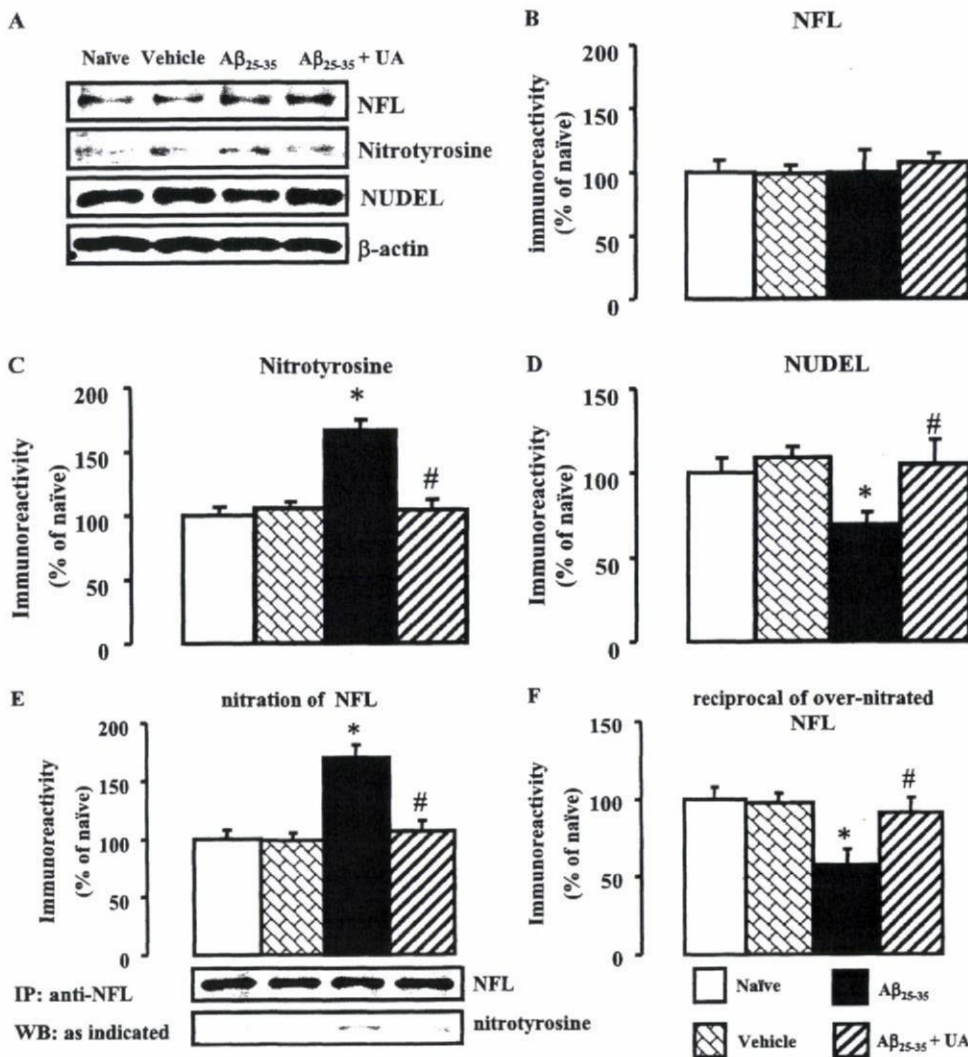 A
Naïve Vehicle Aβ25-35 Aβ25-35 + UA
NFL
Nitrotyrosine
NUDEL
β-actin
B
NFL
immunoreactivity
(% of naïve)
200
150
100
50
0
C
Nitrotyrosine
Immunoreactivity
(% of naïve)
200
150
100
50
0
*
#
D
NUDEL
Immunoreactivity
(% of naïve)
150
100
50
0
*
#
E
nitration of NFL
Immunoreactivity
(% of naïve)
200
150
100
50
0
*
#
IP: anti-NFL
NFL
WB: as indicated
nitrotyrosine
F
reciprocal of over-nitrated
NFL
Immunoreactivity
(% of naïve)
150
100
50
0
*
#
Naïve
Aβ25-35
Vehicle
Aβ25-35 + UA